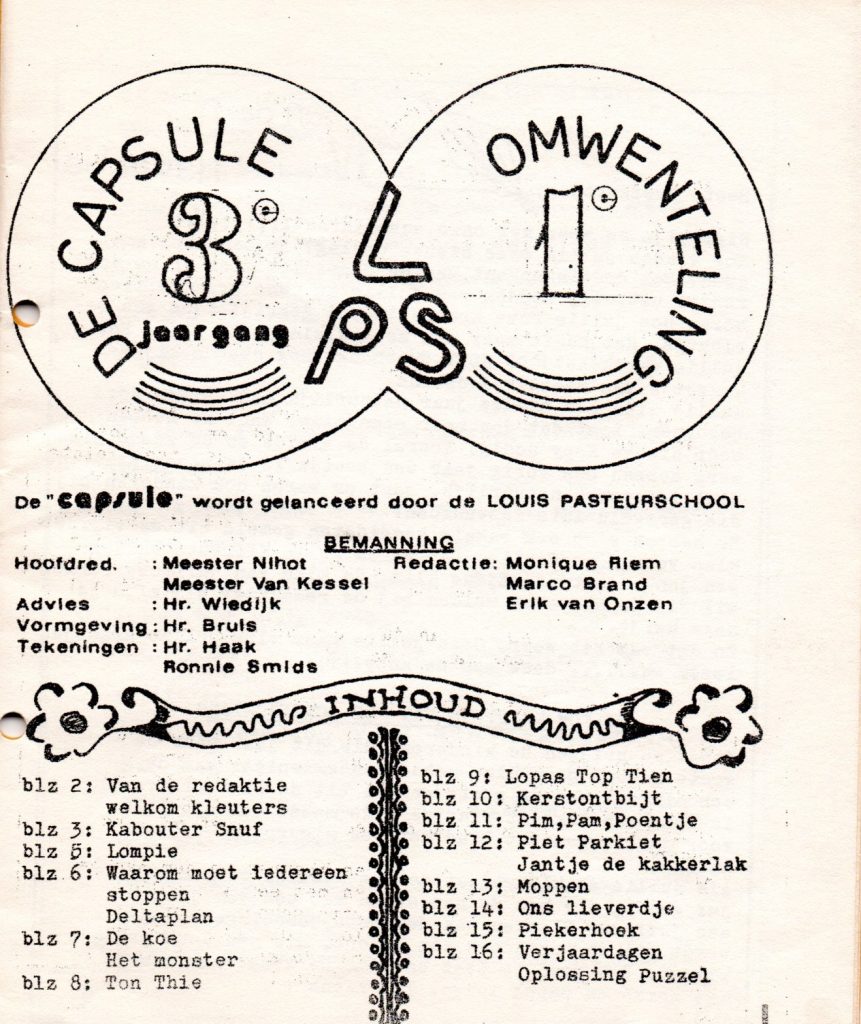 DE CAPSULE
3e
jaargang
LPS
OMWENTELING
1e
De "capsule" wordt gelanceerd door de LOUIS PASTEURSCHOOL
BEMANNING
Hoofdred. : Meester Nihot
Meester Van Kessel
Advies : Hr. Wiedijk
Vormgeving : Hr. Bruis
Tekeningen : Hr. Haak
Ronnie Smids
Redactie: Monique Riem
Marco Brand
Erik van Onzen
INHOUD
blz 2: Van de redaktie
welkom kleuters
blz 3: Kabouter Snuf
blz 5: Lompie
blz 6: Waarom moet iedereen
stoppen
Deltaplan
blz 7: De koe
Het monster
blz 8: Ton Thie
blz 9: Lopas Top Tien
blz 10: Kerstontbijt
blz 11: Pim,Pam,Poentje
blz 12: Piet Parkiet
Jantje de kakkerlak
blz 13: Moppen
blz 14: Ons lieverdje
blz 15: Piekerhoek
blz 16: Verjaardagen
Oplossing Puzzel